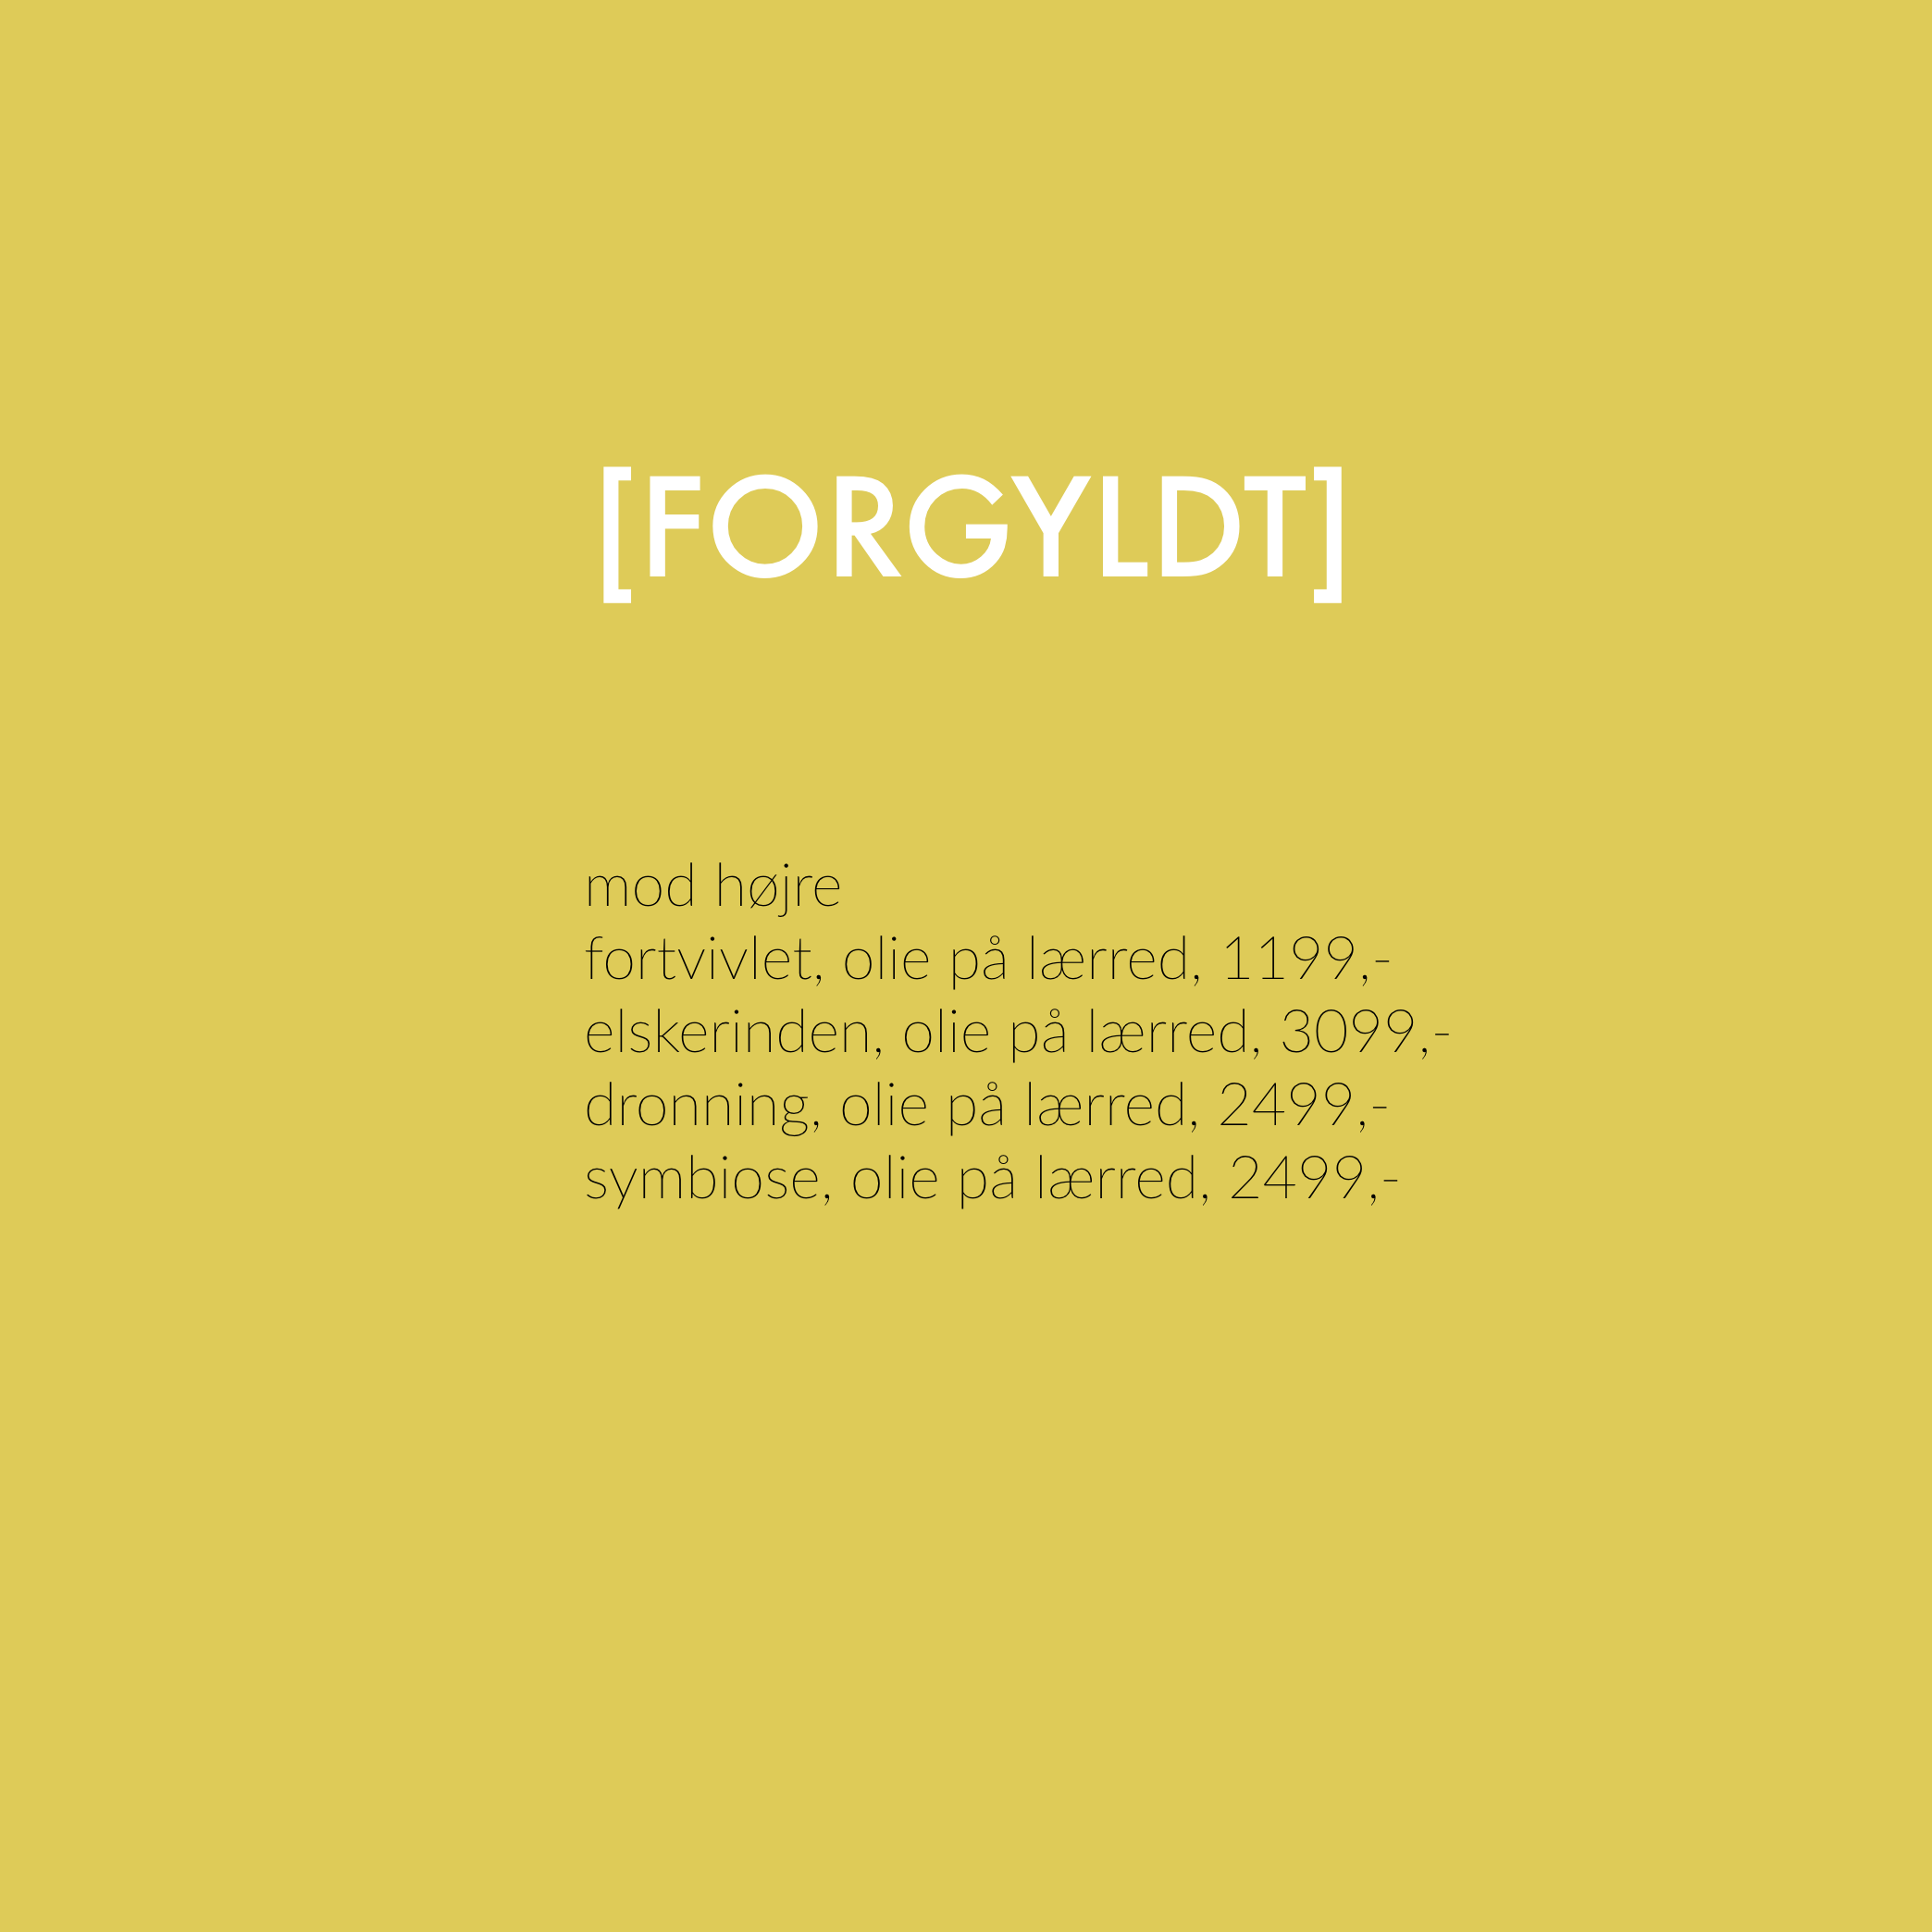 [FORGYLDT]
mod højre
fortvivlet, olie på lærred, 1199,-
elskerinden, olie på lærred, 3099,-
dronning, olie på lærred, 2499,-
symbiose, olie på lærred, 2499,-